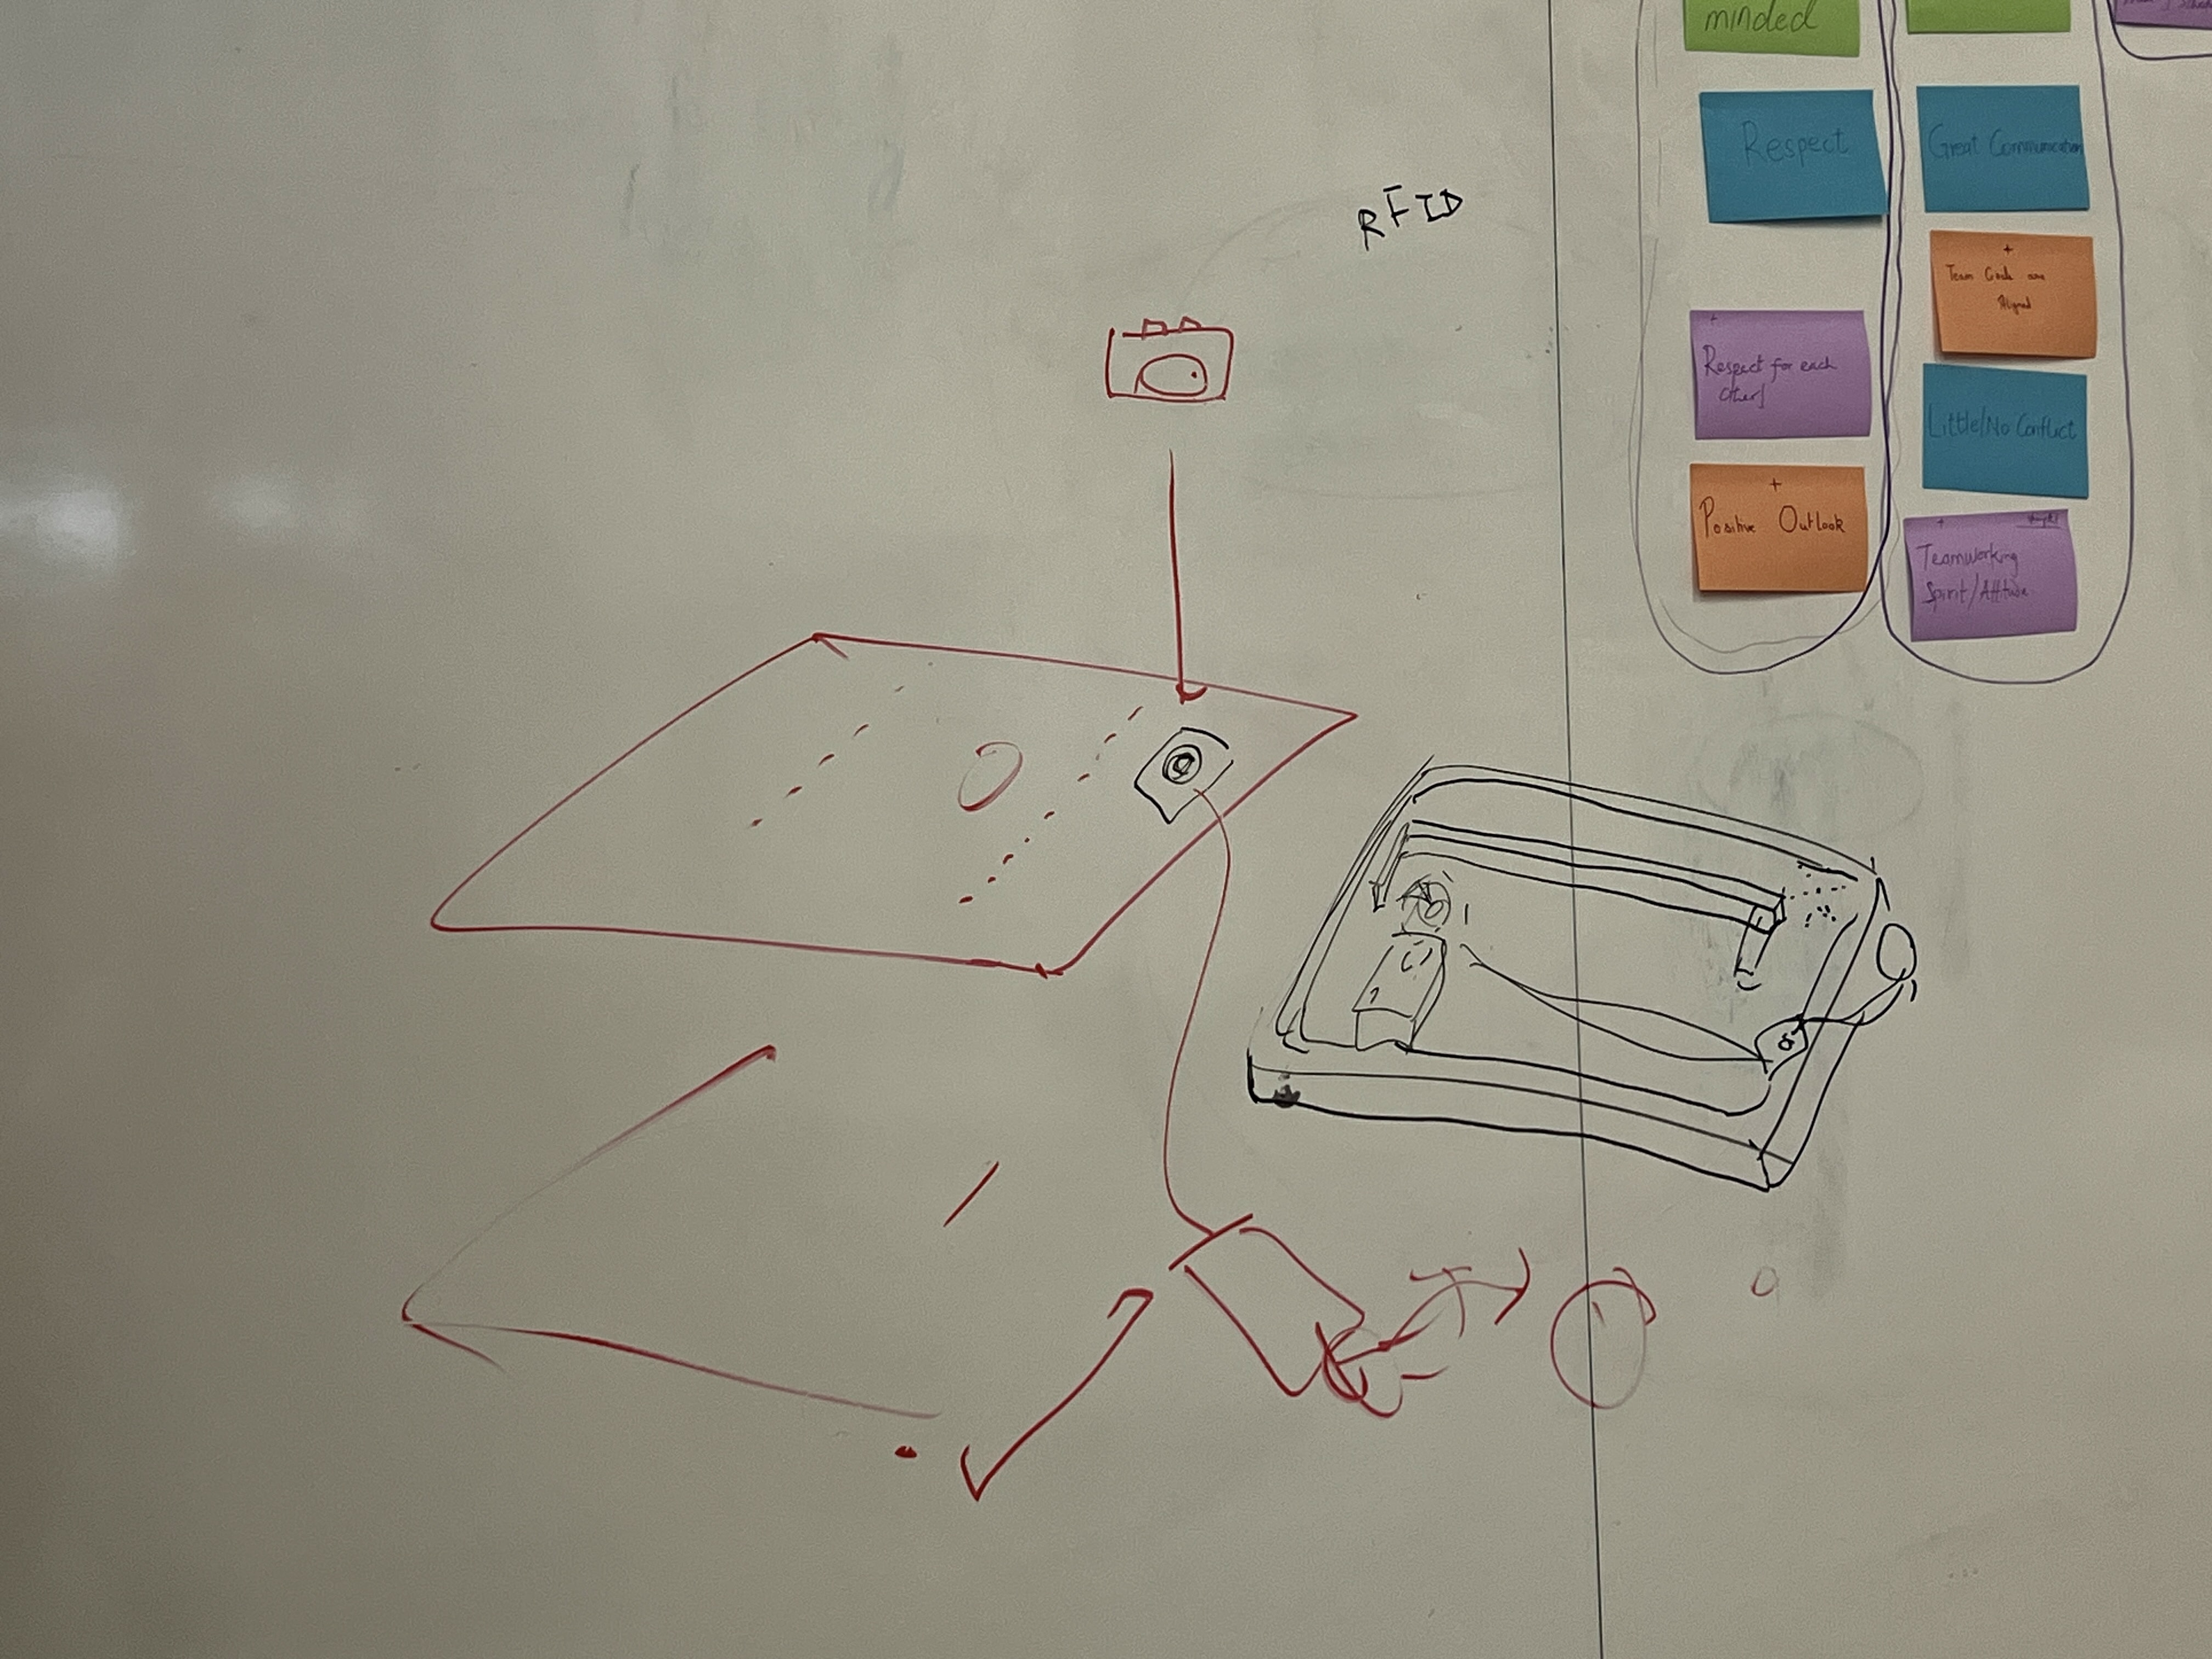 minded
Respect
Great Communication
RFID
+
Team Goals are
Aligned
+
Respect for each
other
Little/No Conflict
+
Positive Outlook
+
Teamworking
Spirit/Attitude